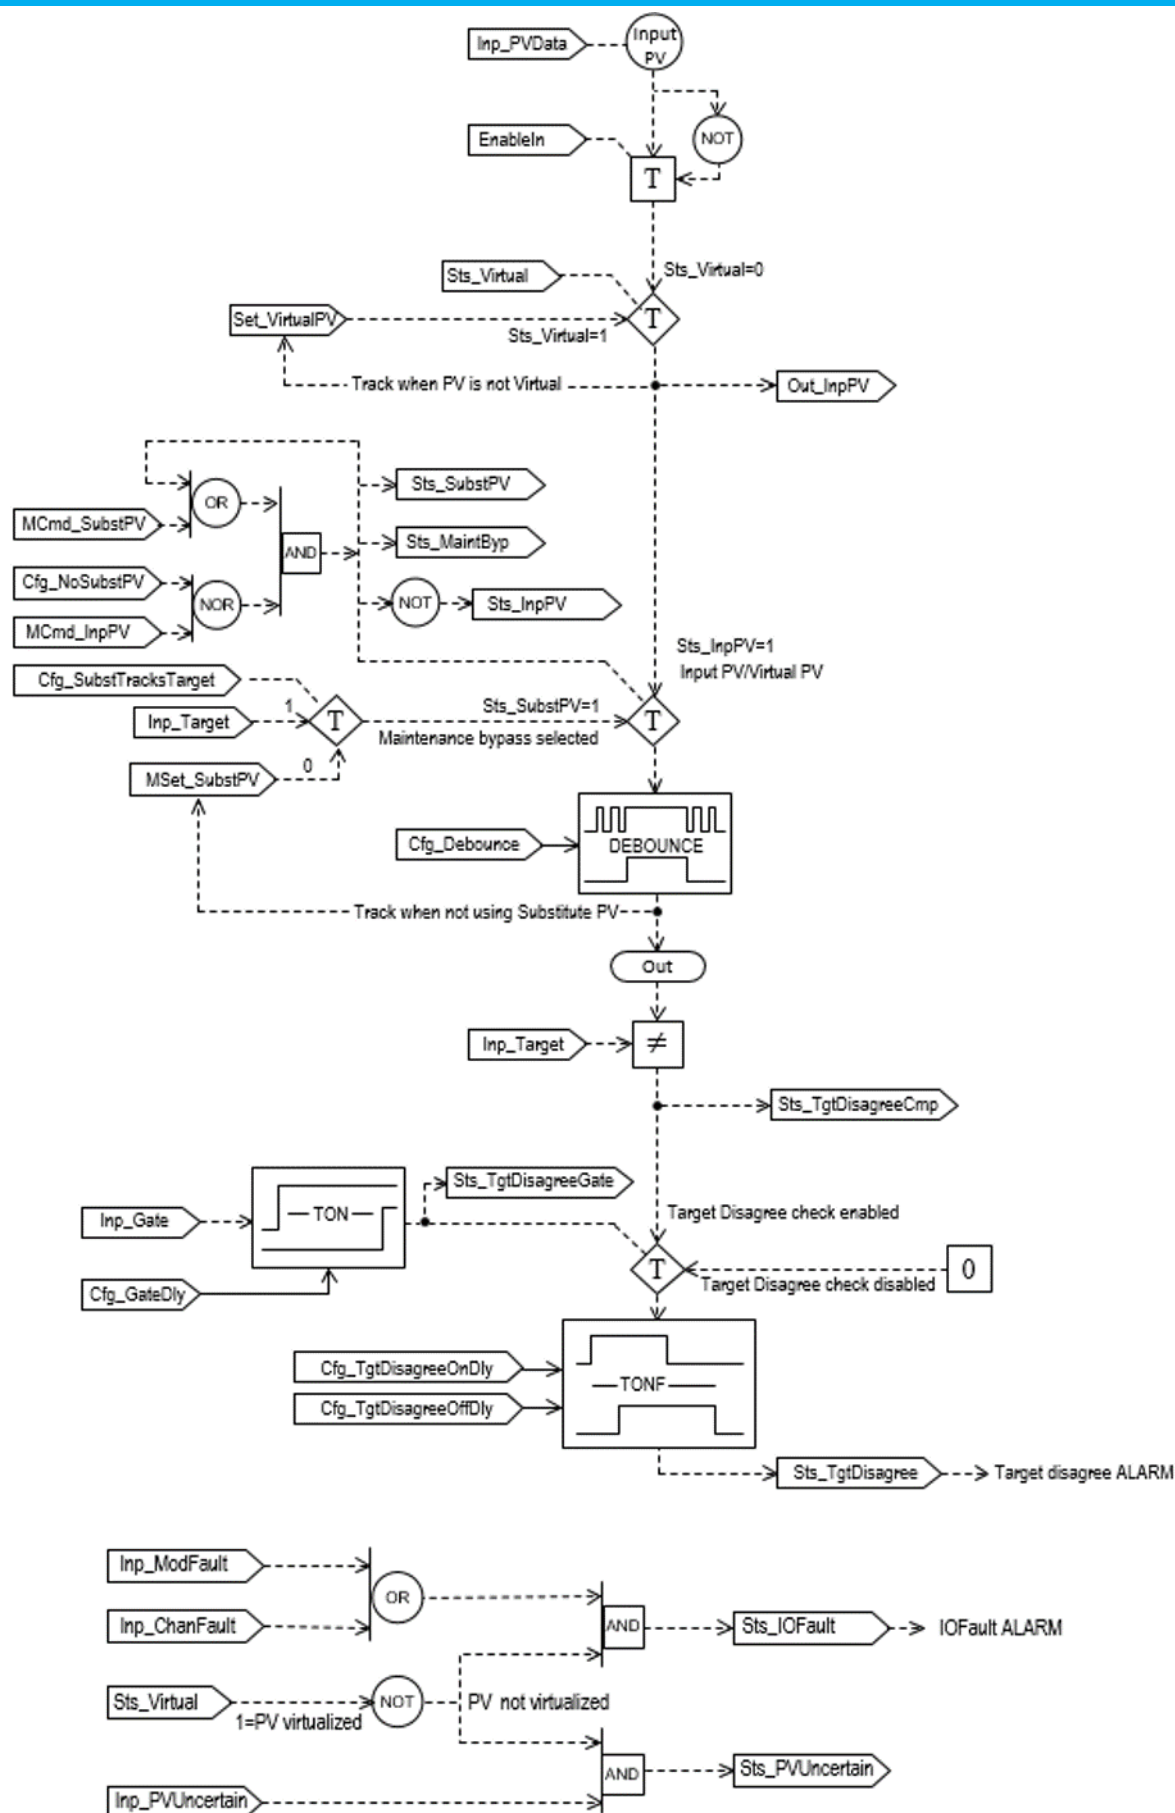 Inp_PVData
Input
PV
EnableIn
NOT
T
Sts_Virtual
Sts_Virtual=0
Set_VirtualPV
T
Sts_Virtual=1
Track when PV is not Virtual
Out_InpPV
OR
Sts_SubstPV
MCmd_SubstPV
AND
Sts_MaintByp
Cfg_NoSubstPV
NOR
NOT
Sts_InpPV
MCmd_InpPV
Sts_InpPV=1
Input PV/Virtual PV
Cfg_SubstTracksTarget
1
Sts_SubstPV=1
Inp_Target
T
T
Maintenance bypass selected
0
MSet_SubstPV
Cfg_Debounce
DEBOUNCE
Track when not using Substitute PV
Out
Inp_Target
≠
Sts_TgtDisagreeCmp
Sts_TgtDisagreeGate
Inp_Gate
TON
Target Disagree check enabled
T
0
Target Disagree check disabled
Cfg_GateDly
Cfg_TgtDisagreeOnDly
TONF
Cfg_TgtDisagreeOffDly
Sts_TgtDisagree
Target disagree ALARM
Inp_ModFault
OR
Inp_ChanFault
AND
Sts_IOFault
IOFault ALARM
Sts_Virtual
1=PV virtualized
NOT
PV not virtualized
AND
Sts_PVUncertain
Inp_PVUncertain